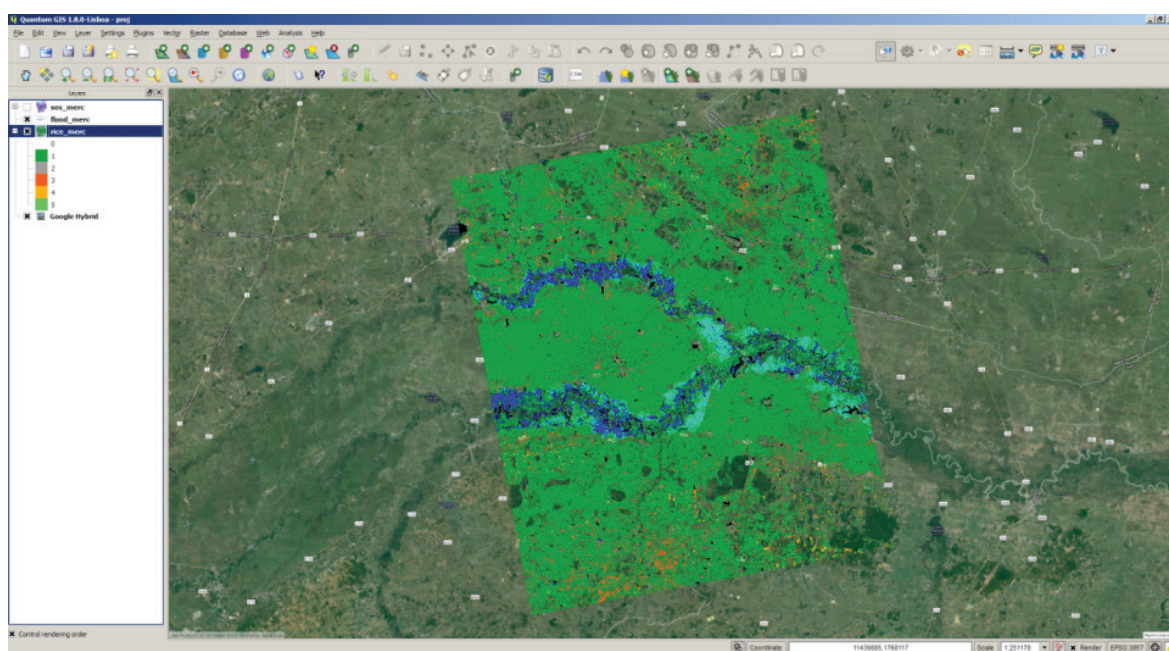 Quantum GIS 1.8.0-Lisboa - proj
File Edit View Layer Settings Plugins Vector Raster Database Web Analysis Help
Layers
sos_merc
flood_merc
rice_merc
0
1
2
3
4
5
Google Hybrid
Control rendering order
Coordinate: 11439885,1768117 Scale 1:251178 Render EPSG:3857